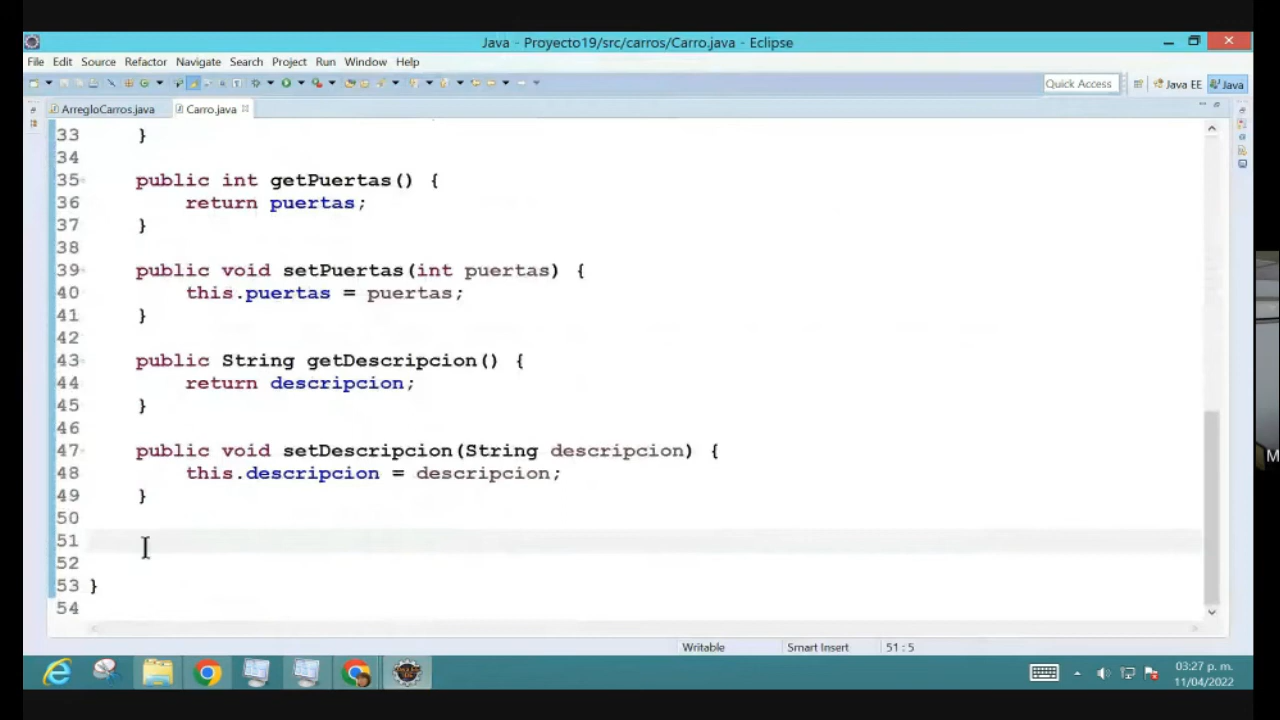 Java - Proyecto19/src/carros/Carro.java - Eclipse
File Edit Source Refactor Navigate Search Project Run Window Help
Quick Access Java EE Java
ArregloCarros.java Carro.java
33 }
34
35 public int getPuertas() {
36 return puertas;
37 }
38
39 public void setPuertas(int puertas) {
40 this.puertas = puertas;
41 }
42
43 public String getDescripcion() {
44 return descripcion;
45 }
46
47 public void setDescripcion(String descripcion) {
48 this.descripcion = descripcion;
49 }
50
51
52
53 }
54
Writable Smart Insert 51 : 5
03:27 p. m.
11/04/2022
M